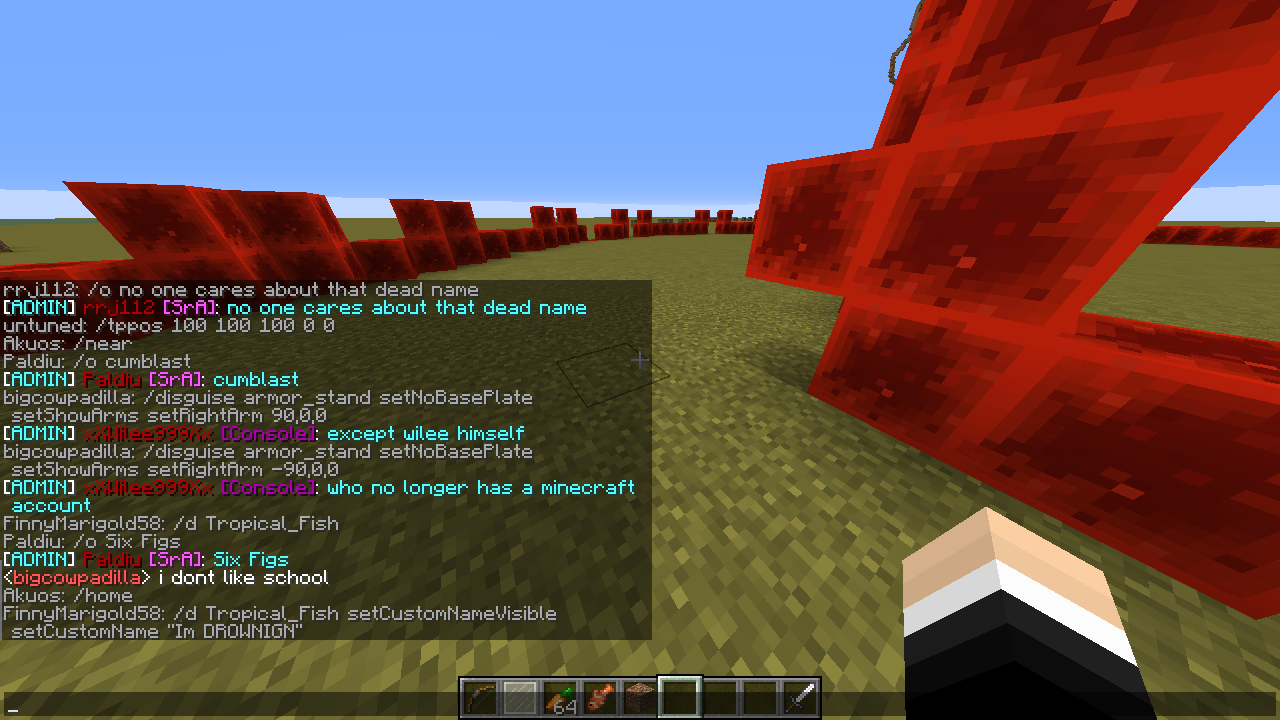 rrj112: /o no one cares about that dead name
[ADMIN] rrj112 [SrA]: no one cares about that dead name
untuned: /tppos 100 100 100 0 0
Akuos: /near
Paldiu: /o cumblast
[ADMIN] Paldiu [SrA]: cumblast
bigcowpadilla: /disguise armor_stand setNoBasePlate
setShowArms setRightArm 90,0,0
[ADMIN] xXWilee999Xx [Console]: except wilee himself
bigcowpadilla: /disguise armor_stand setNoBasePlate
setShowArms setRightArm -90,0,0
[ADMIN] xXWilee999Xx [Console]: who no longer has a minecraft
account
FinnyMarigold58: /d Tropical_Fish
Paldiu: /o Six Figs
[ADMIN] Paldiu [SrA]: Six Figs
<bigcowpadilla> i dont like school
Akuos: /home
FinnyMarigold58: /d Tropical_Fish setCustomNameVisible
setCustomName "Im DROWNIGN"
64
_